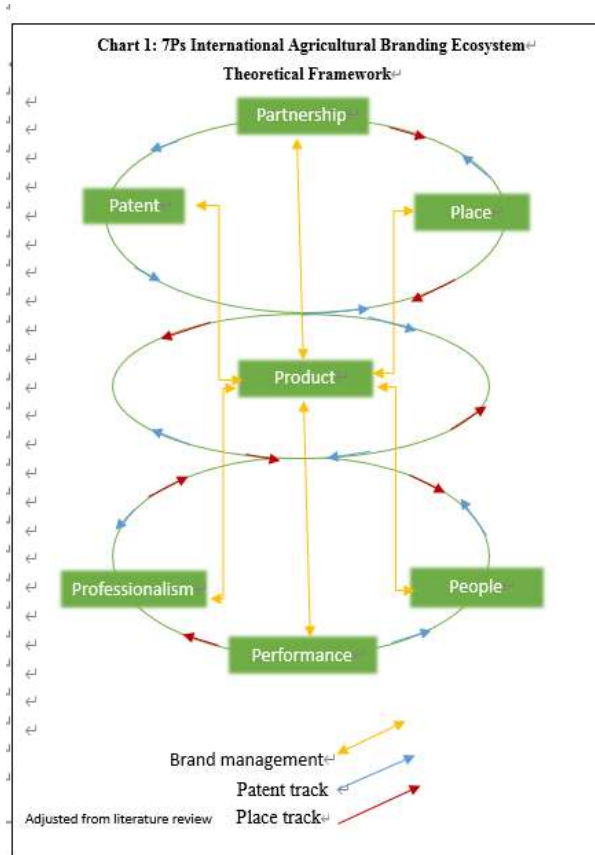 Chart 1: 7Ps International Agricultural Branding Ecosystem
Theoretical Framework
Partnership
Patent
Place
Product
Professionalism
People
Performance
Brand management
Patent track
Adjusted from literature review Place track